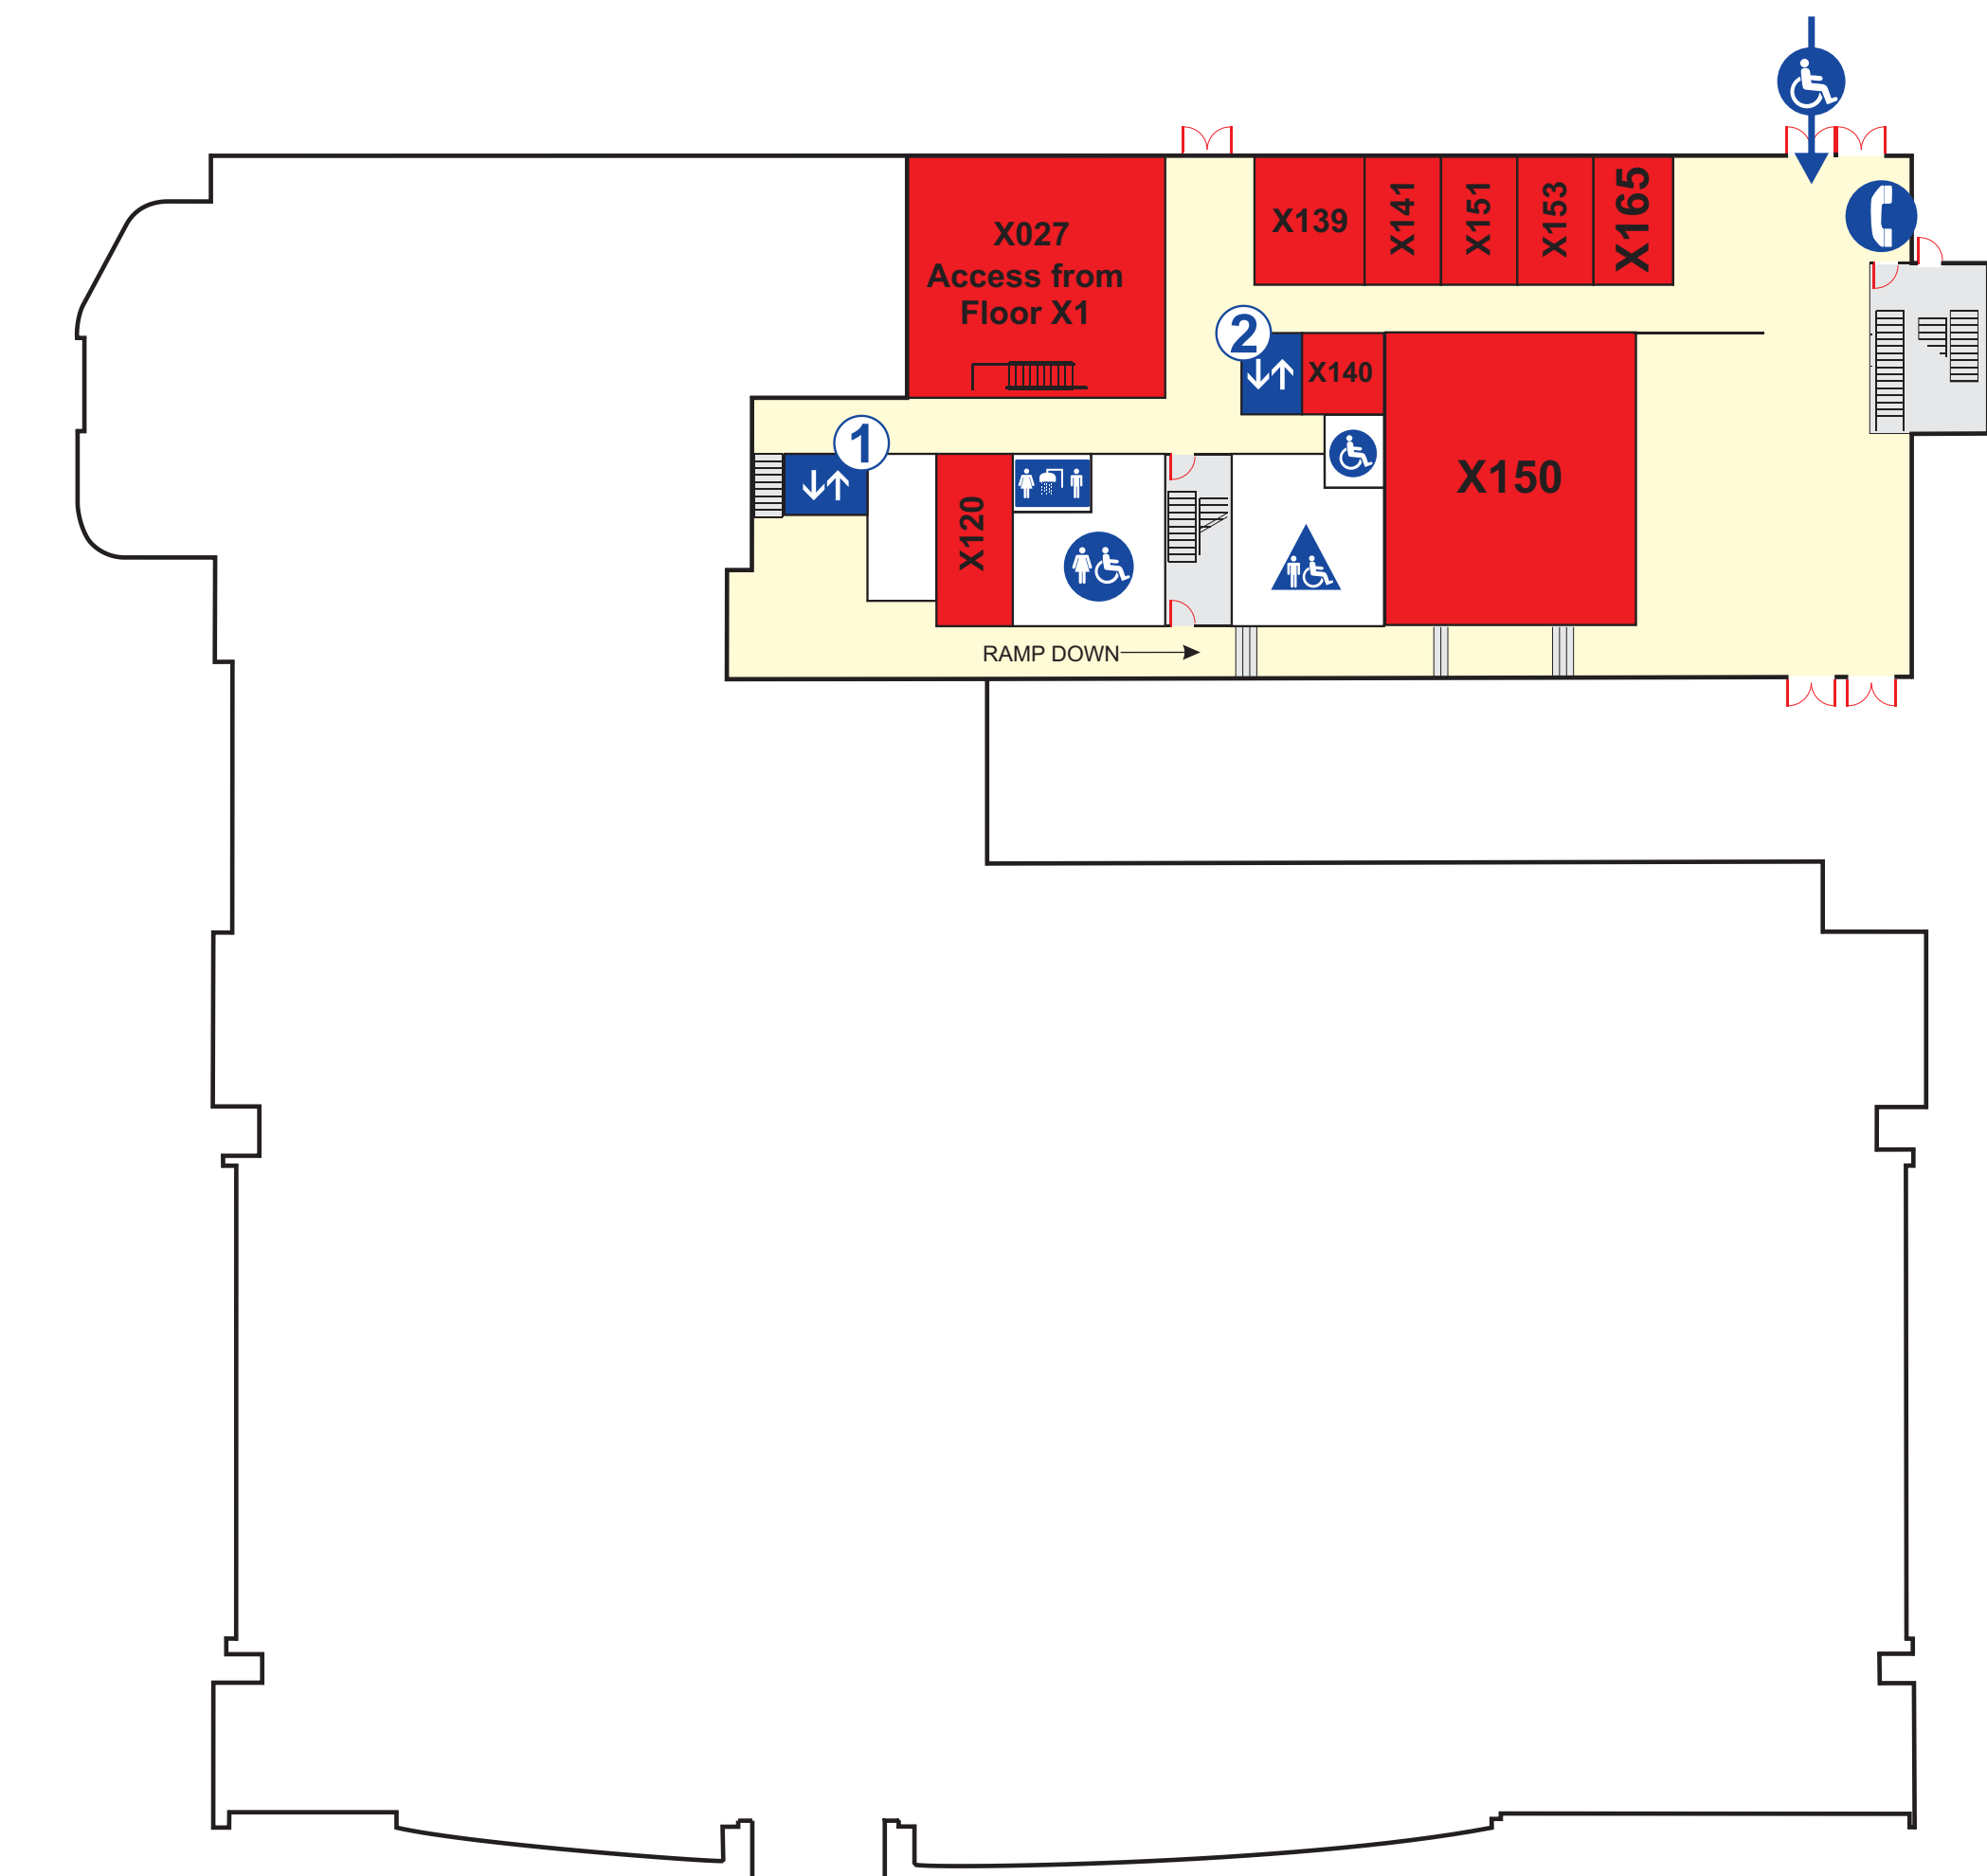 X027
Access from
Floor X1
X139
X141
X151
X153
X165
2
X140
1
X150
X120
RAMP DOWN